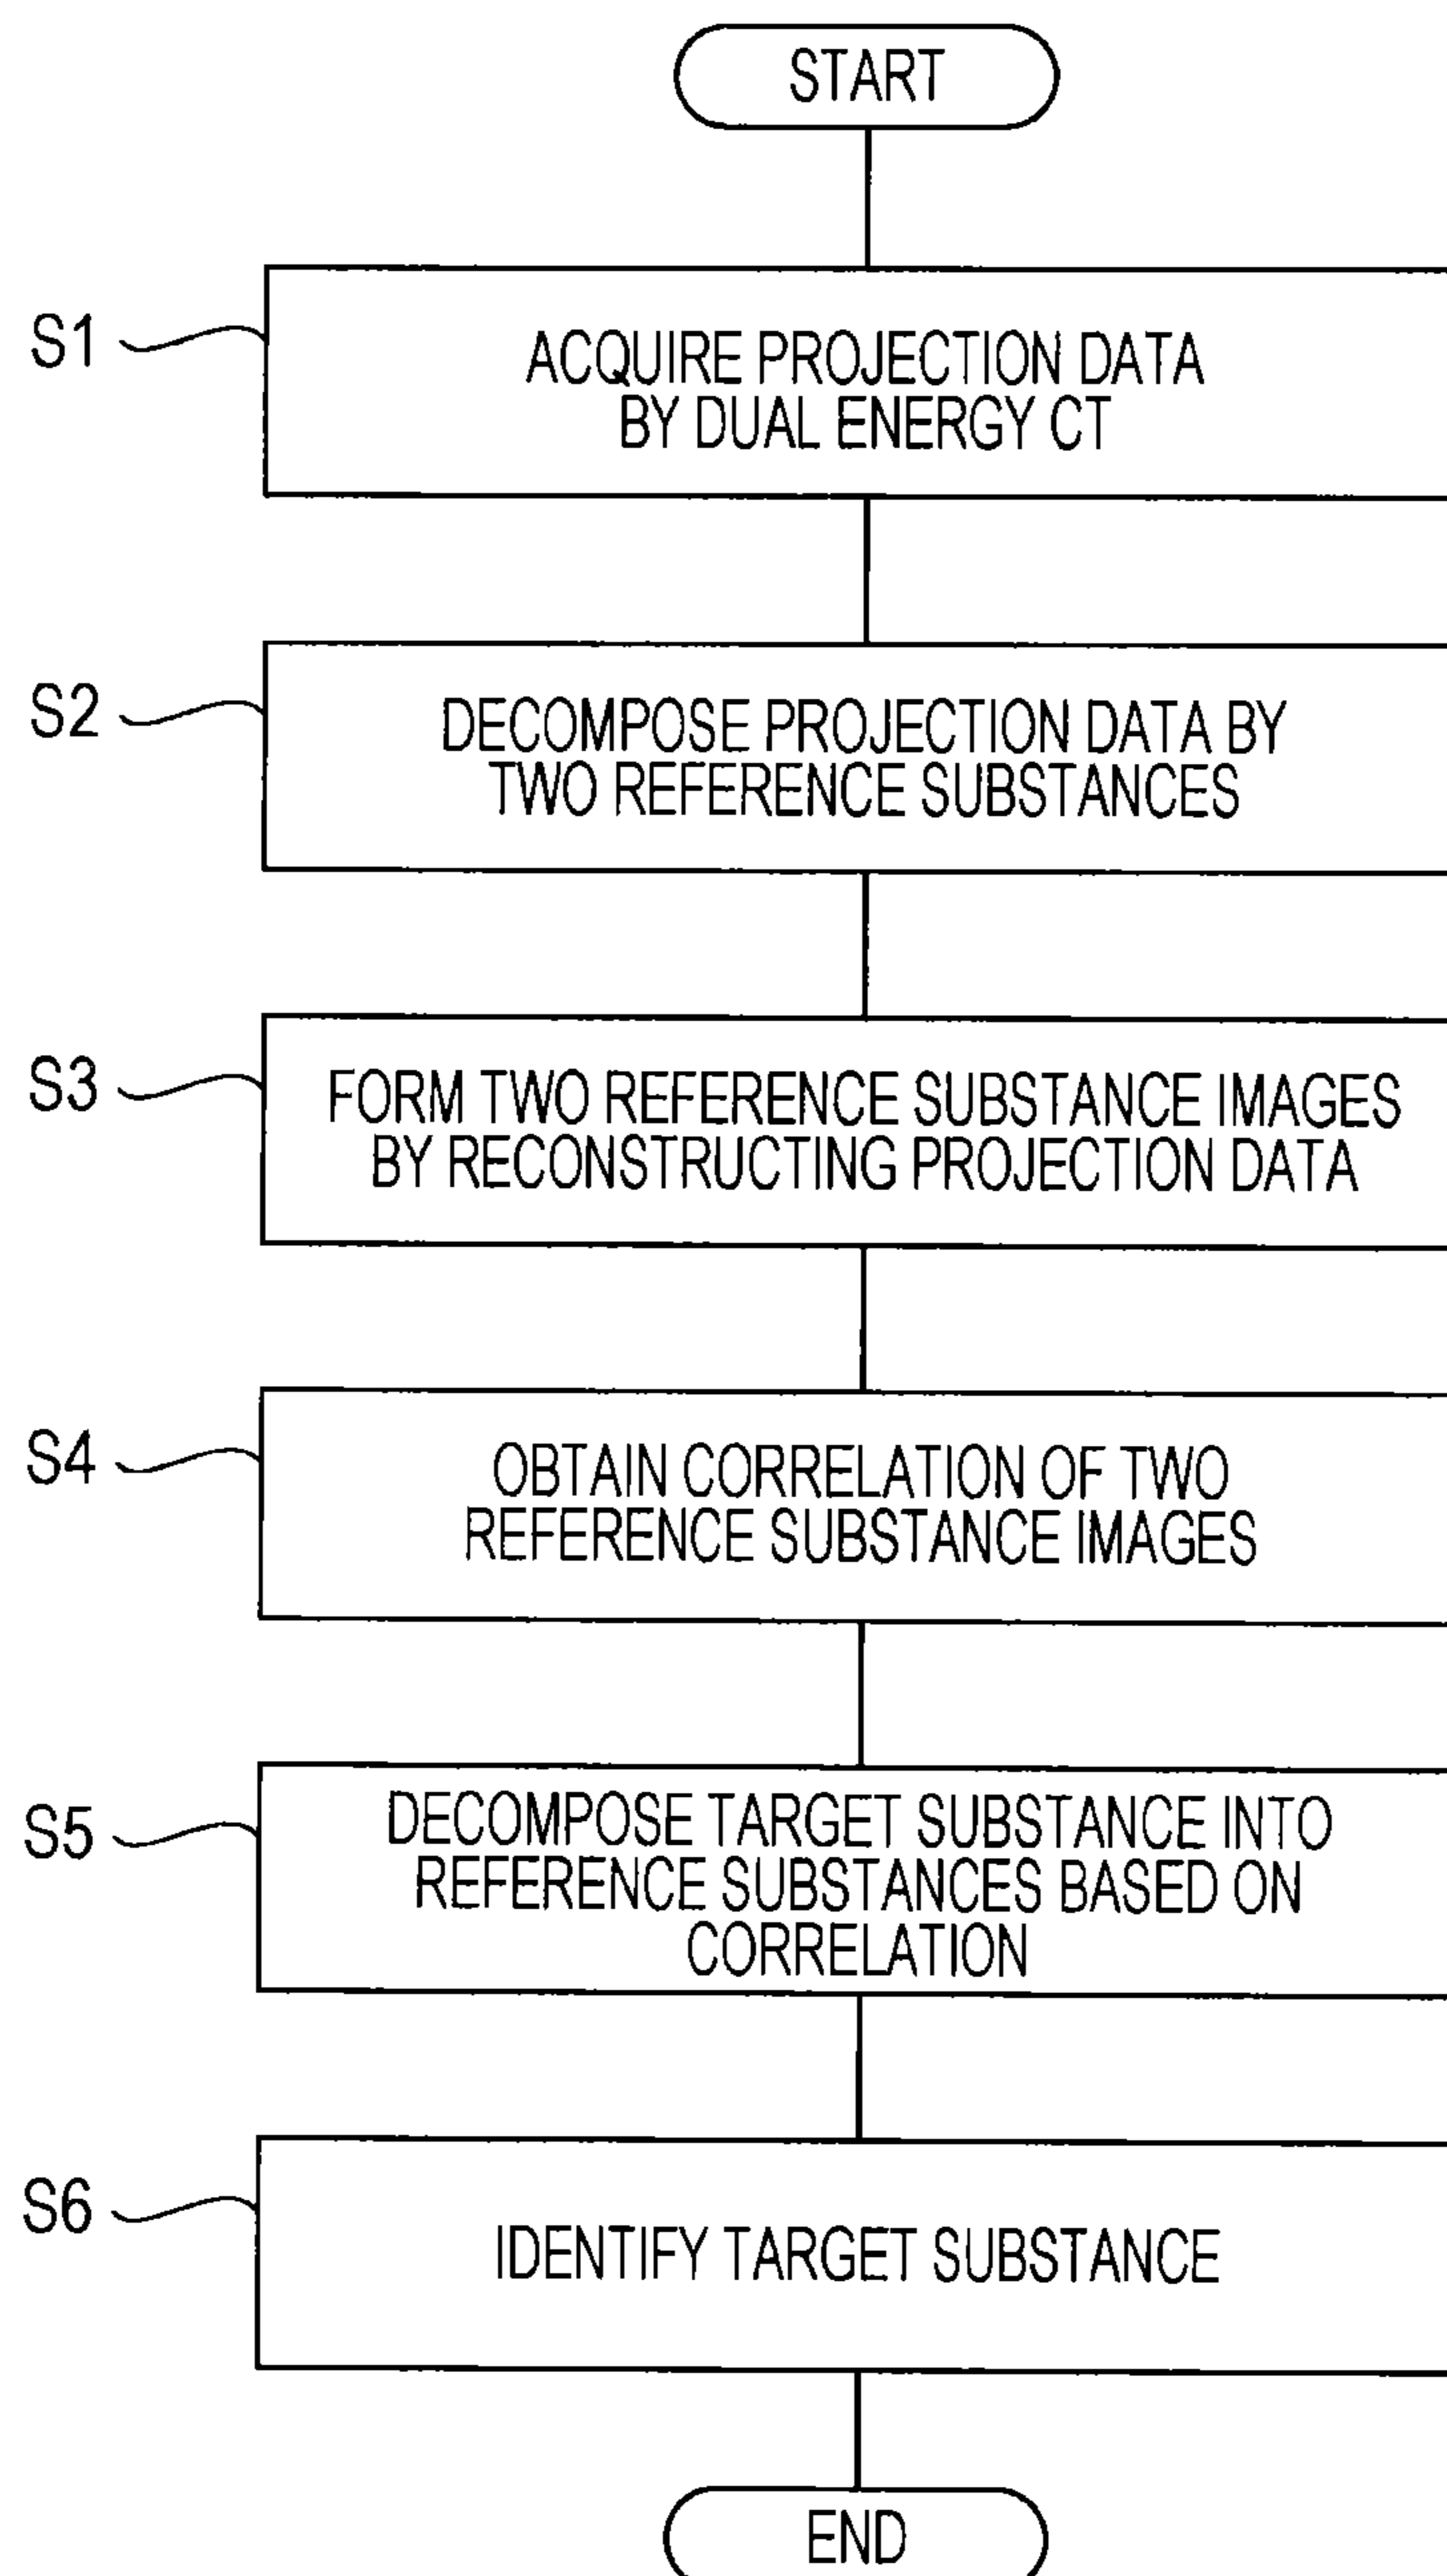 START
S1
ACQUIRE PROJECTION DATA
BY DUAL ENERGY CT
S2
DECOMPOSE PROJECTION DATA BY
TWO REFERENCE SUBSTANCES
S3
FORM TWO REFERENCE SUBSTANCE IMAGES
BY RECONSTRUCTING PROJECTION DATA
S4
OBTAIN CORRELATION OF TWO
REFERENCE SUBSTANCE IMAGES
S5
DECOMPOSE TARGET SUBSTANCE INTO
REFERENCE SUBSTANCES BASED ON
CORRELATION
S6
IDENTIFY TARGET SUBSTANCE
END